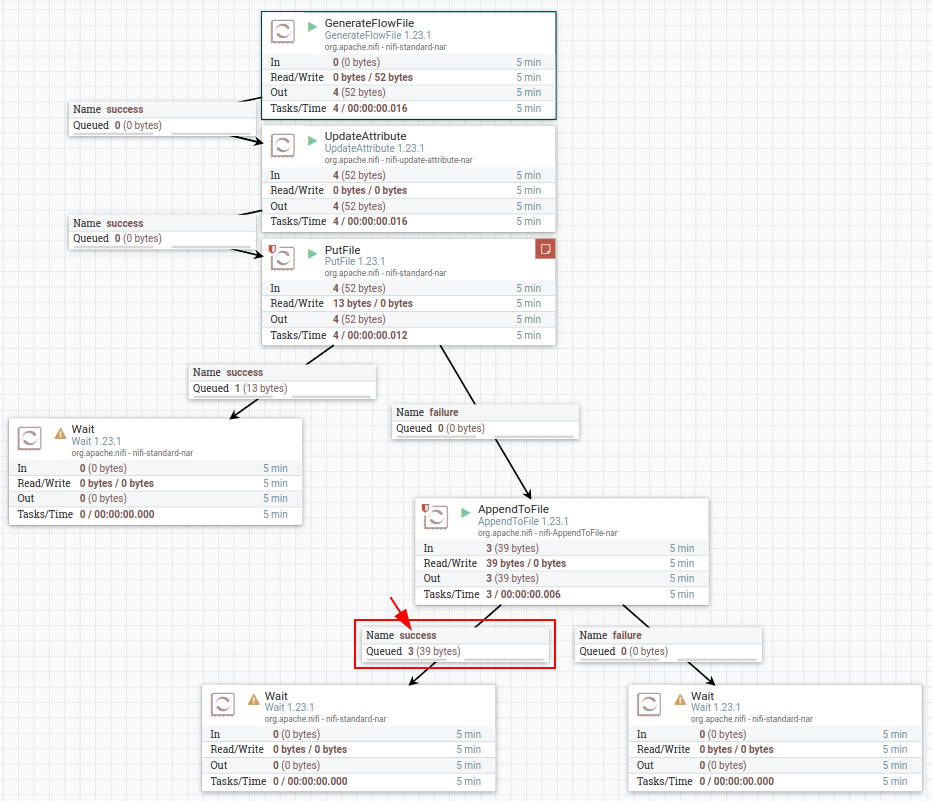 GenerateFlowFile
GenerateFlowFile 1.23.1
org.apache.nifi - nifi-standard-nar
In 0 (0 bytes) 5 min
Read/Write 0 bytes / 52 bytes 5 min
Out 4 (52 bytes) 5 min
Tasks/Time 4 / 00:00:00.016 5 min
Name success
Queued 0 (0 bytes)
UpdateAttribute
UpdateAttribute 1.23.1
org.apache.nifi - nifi-update-attribute-nar
In 4 (52 bytes) 5 min
Read/Write 0 bytes / 0 bytes 5 min
Out 4 (52 bytes) 5 min
Tasks/Time 4 / 00:00:00.016 5 min
Name success
Queued 0 (0 bytes)
PutFile
PutFile 1.23.1
org.apache.nifi - nifi-standard-nar
In 4 (52 bytes) 5 min
Read/Write 13 bytes / 0 bytes 5 min
Out 4 (52 bytes) 5 min
Tasks/Time 4 / 00:00:00.012 5 min
Name success
Queued 1 (13 bytes)
Name failure
Queued 0 (0 bytes)
Wait
Wait 1.23.1
org.apache.nifi - nifi-standard-nar
In 0 (0 bytes) 5 min
Read/Write 0 bytes / 0 bytes 5 min
Out 0 (0 bytes) 5 min
Tasks/Time 0 / 00:00:00.000 5 min
AppendToFile
AppendToFile 1.23.1
org.apache.nifi - nifi-AppendToFile-nar
In 3 (39 bytes) 5 min
Read/Write 39 bytes / 0 bytes 5 min
Out 3 (39 bytes) 5 min
Tasks/Time 3 / 00:00:00.006 5 min
Name success
Queued 3 (39 bytes)
Name failure
Queued 0 (0 bytes)
Wait
Wait 1.23.1
org.apache.nifi - nifi-standard-nar
In 0 (0 bytes) 5 min
Read/Write 0 bytes / 0 bytes 5 min
Out 0 (0 bytes) 5 min
Tasks/Time 0 / 00:00:00.000 5 min
Wait
Wait 1.23.1
org.apache.nifi - nifi-standard-nar
In 0 (0 bytes) 5 min
Read/Write 0 bytes / 0 bytes 5 min
Out 0 (0 bytes) 5 min
Tasks/Time 0 / 00:00:00.000 5 min